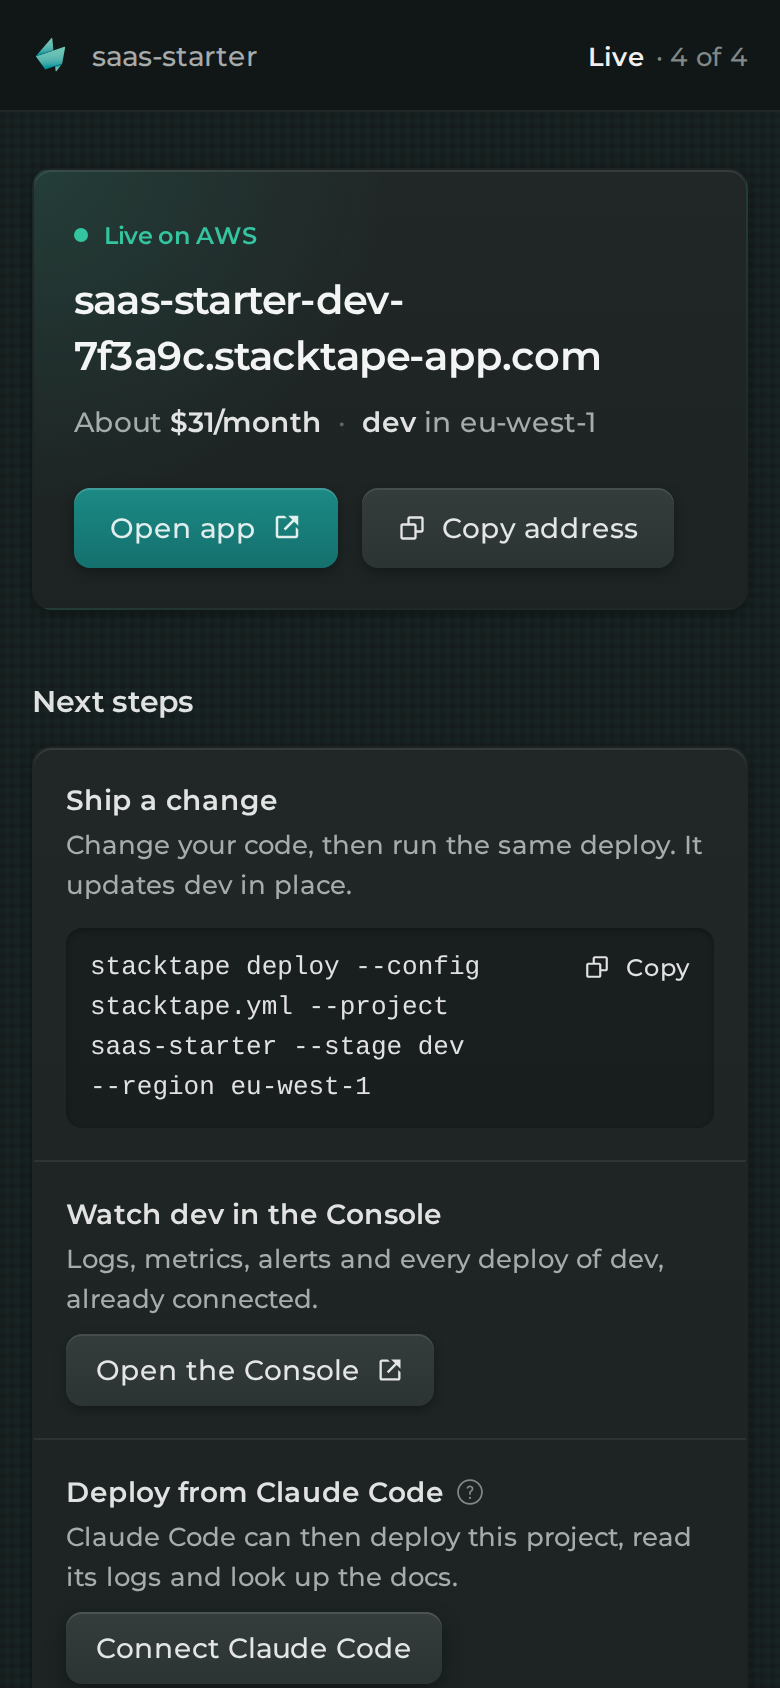 saas-starter
Live · 4 of 4
Live on AWS
saas-starter-dev-
7f3a9c.stacktape-app.com
About $31/month · dev in eu-west-1
Open app
Copy address
Next steps
Ship a change
Change your code, then run the same deploy. It
updates dev in place.
stacktape deploy --config
Copy
stacktape.yml --project
saas-starter --stage dev
--region eu-west-1
Watch dev in the Console
Logs, metrics, alerts and every deploy of dev,
already connected.
Open the Console
Deploy from Claude Code ?
Claude Code can then deploy this project, read
its logs and look up the docs.
Connect Claude Code